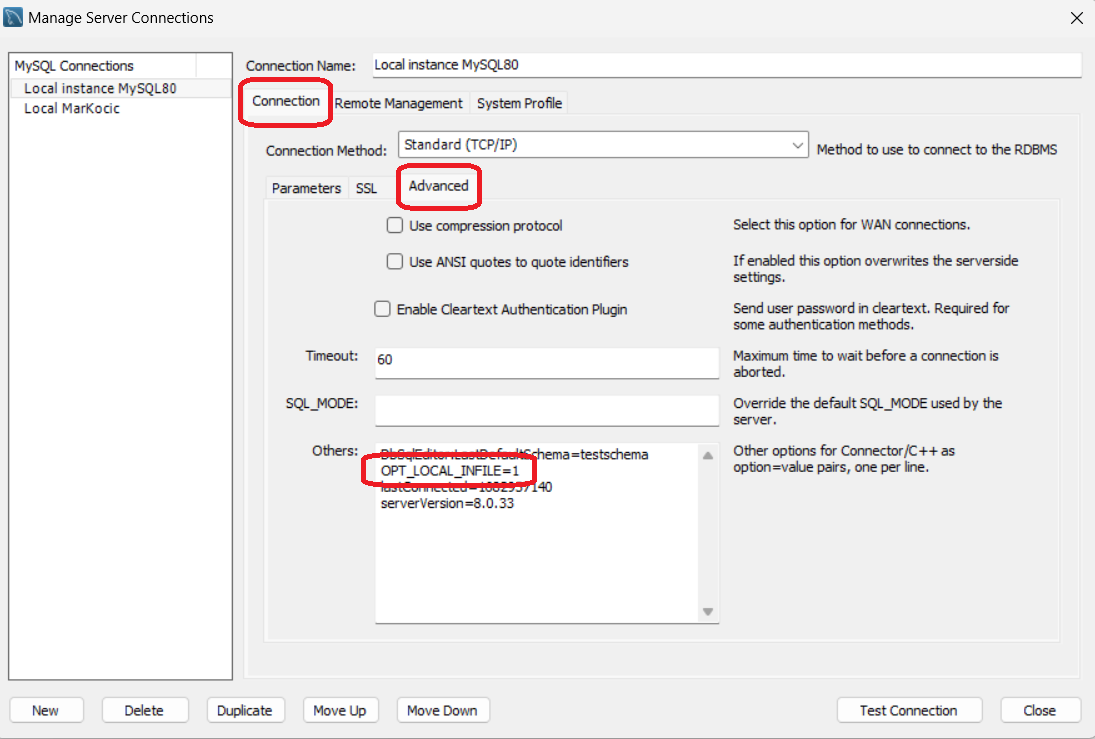 Manage Server Connections
MySQL Connections
Local instance MySQL80
Local MarKocic
Connection Name:
Local instance MySQL80
Connection
Remote Management
System Profile
Connection Method:
Standard (TCP/IP)
Method to use to connect to the RDBMS
Parameters
SSL
Advanced
Use compression protocol
Select this option for WAN connections.
Use ANSI quotes to quote identifiers
If enabled this option overwrites the serverside
settings.
Enable Cleartext Authentication Plugin
Send user password in cleartext. Required for
some authentication methods.
Timeout:
60
Maximum time to wait before a connection is
aborted.
SQL_MODE:
Override the default SQL_MODE used by the
server.
Others:
DbSqlEditor:LastDefaultSchema=testschema
OPT_LOCAL_INFILE=1
lastConnected=1682957140
serverVersion=8.0.33
Other options for Connector/C++ as
option=value pairs, one per line.
New
Delete
Duplicate
Move Up
Move Down
Test Connection
Close